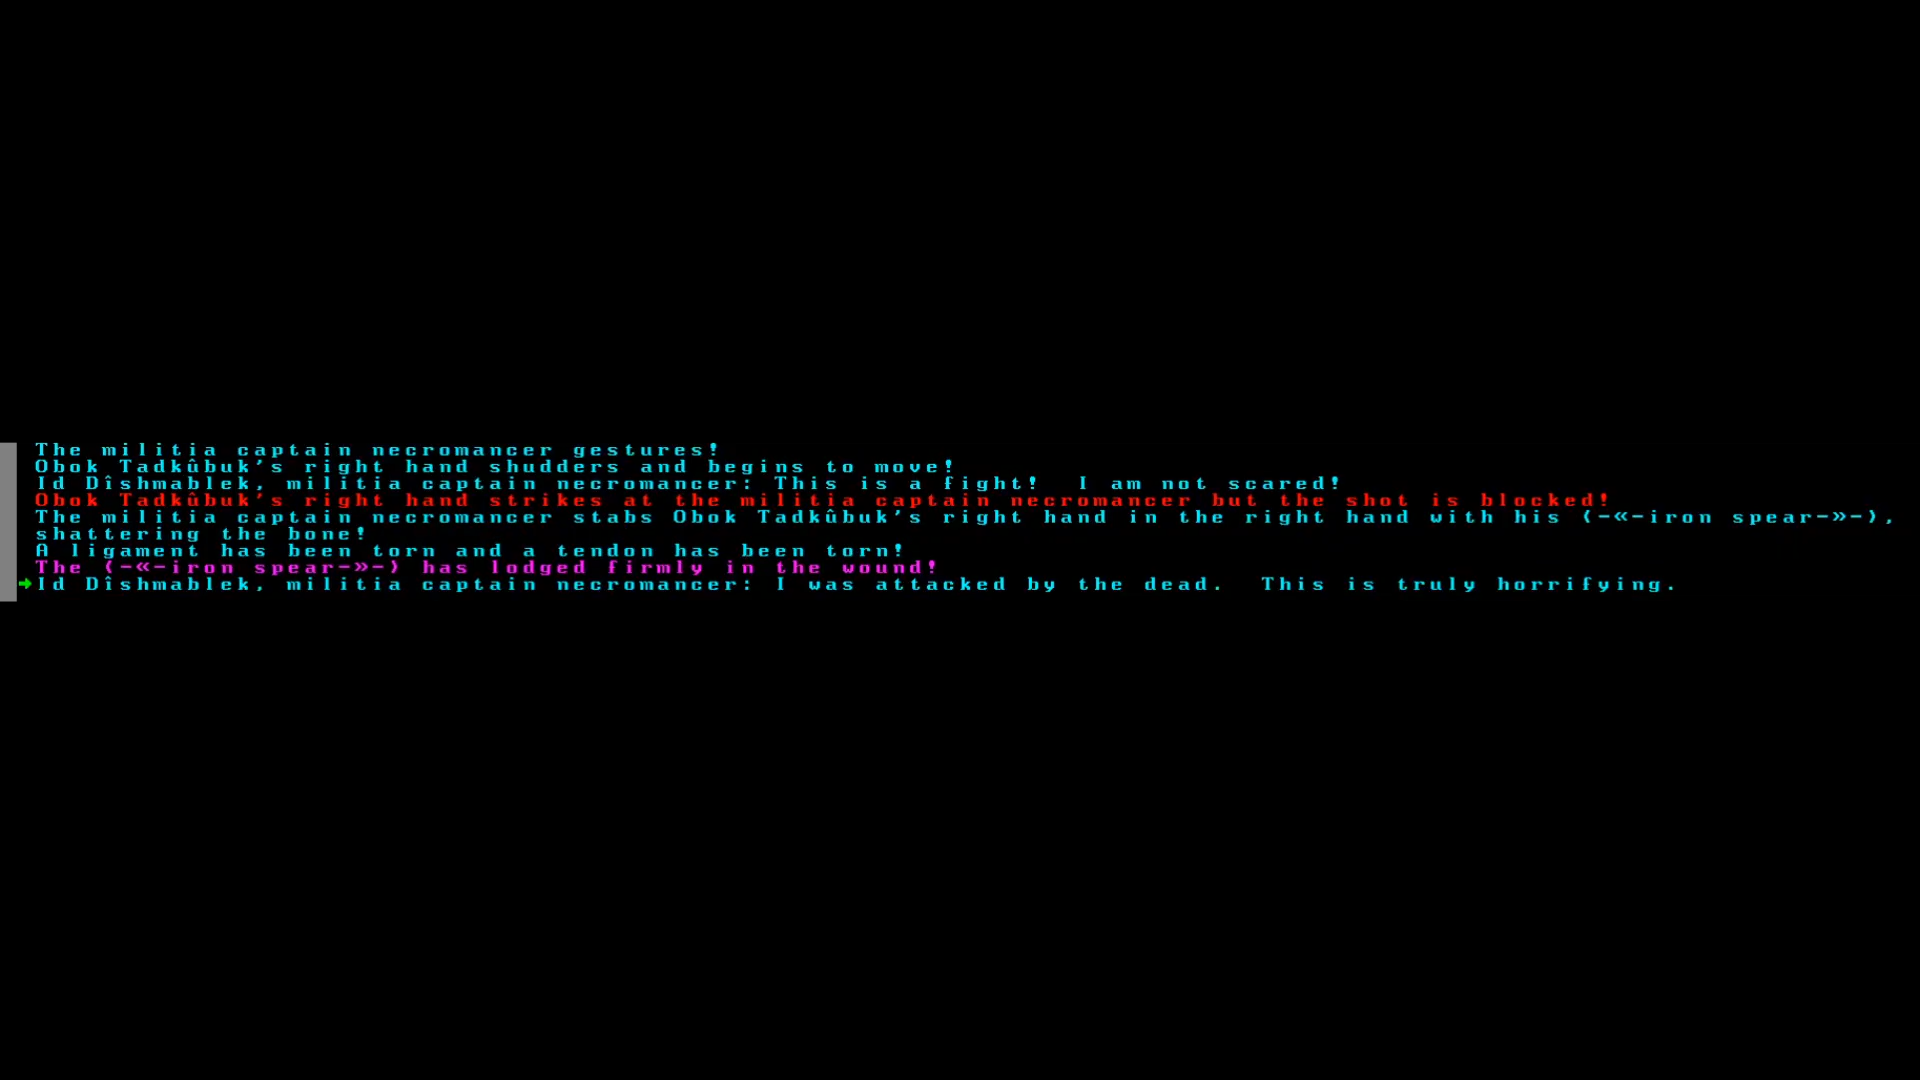 The militia captain necromancer gestures!
Obok Tadkûbuk's right hand shudders and begins to move!
Id Dîshmablek, militia captain necromancer: This is a fight!  I am not scared!
Obok Tadkûbuk's right hand strikes at the militia captain necromancer but the shot is blocked!
The militia captain necromancer stabs Obok Tadkûbuk's right hand in the right hand with his (-«-iron spear-»-),
shattering the bone!
A ligament has been torn and a tendon has been torn!
The (-«-iron spear-»-) has lodged firmly in the wound!
Id Dîshmablek, militia captain necromancer: I was attacked by the dead.  This is truly horrifying.